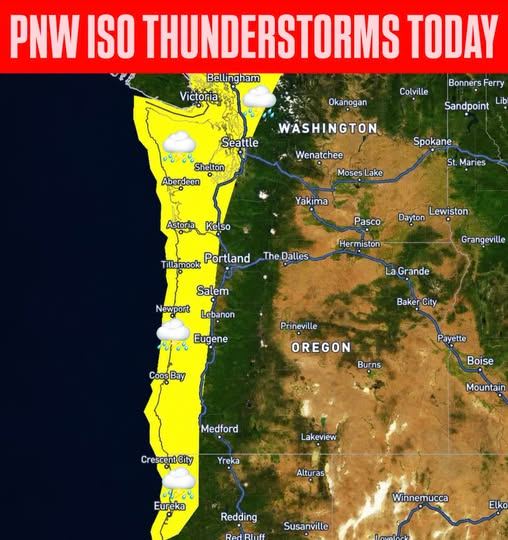 PNW ISO THUNDERSTORMS TODAY
Bellingham
Bonners Ferry
Colville
Victoria
Okanogan
Sandpoint
Lib
WASHINGTON
Seattle
Spokane
Wenatchee
St. Maries
Shelton
Moses Lake
Aberdeen
Yakima
Lewiston
Dayton
Pasco
Astoria
Kelso
Hermiston
Grangeville
Portland
The Dalles
Tillamook
La Grande
Salem
Baker City
Newport
Lebanon
Prineville
Eugene
Payette
OREGON
Boise
Burns
Coos Bay
Mountain
Medford
Lakeview
Crescent City
Yreka
Alturas
Winnemucca
Eureka
Elko
Redding
Susanville
Red Bluff
Lovelock